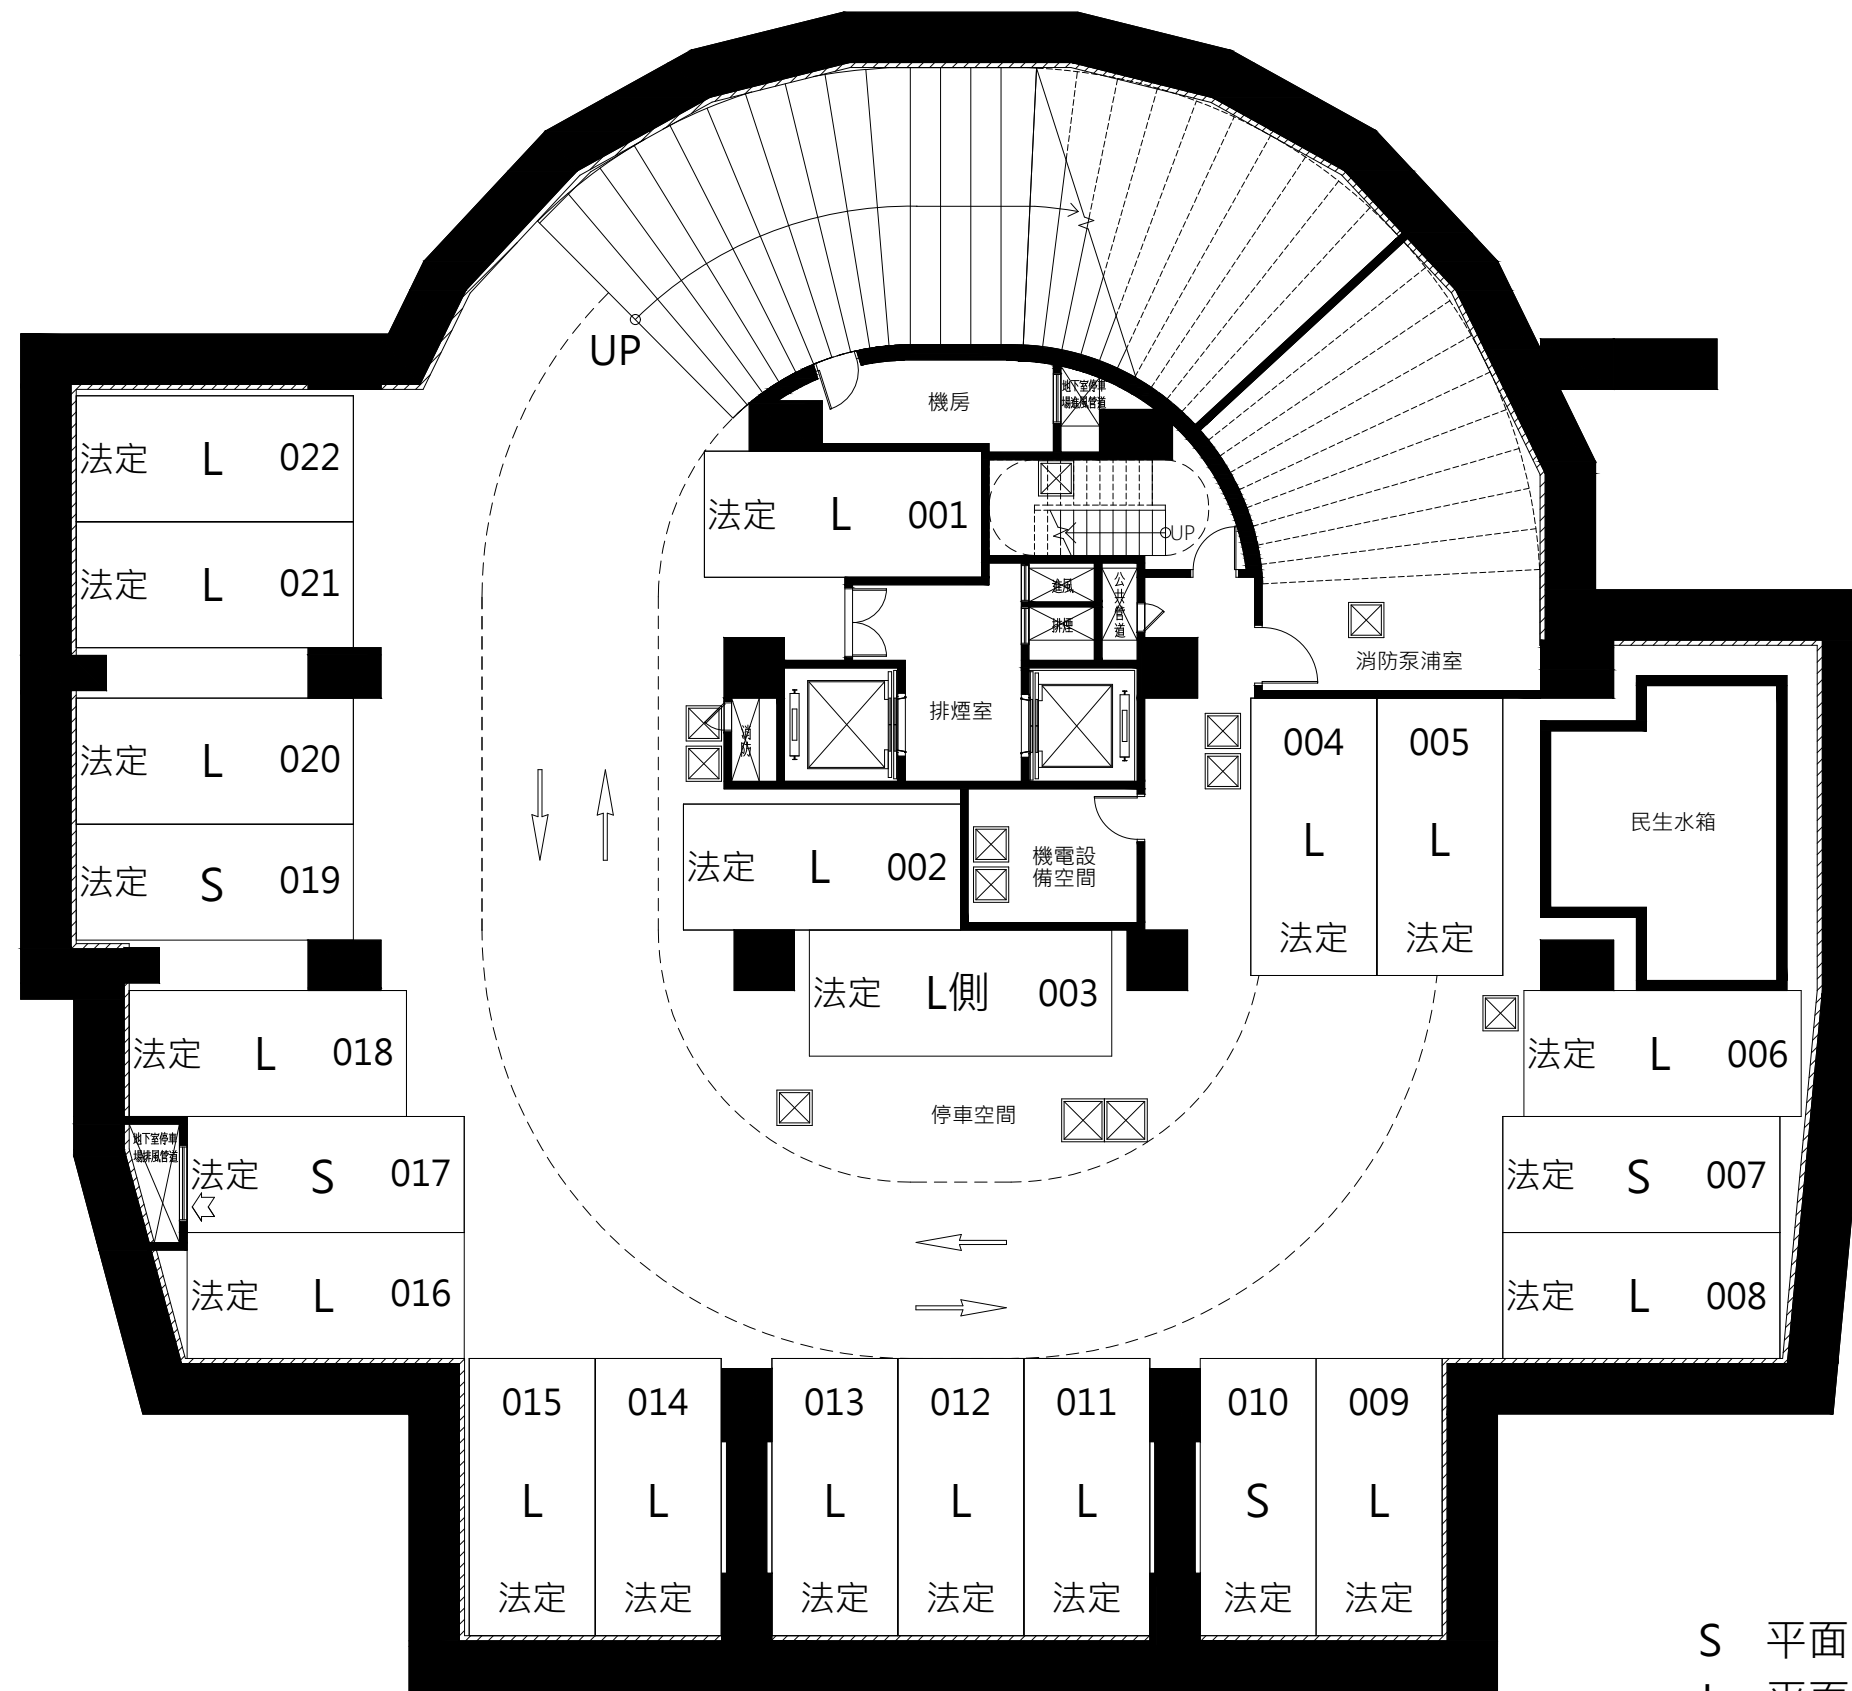 UP
機房
地下室停車
場進風管道
法定 L 022
法定 L 001
UP
法定 L 021
進風
公共管道
排煙
消防泵浦室
排煙室
消防
法定 L 020
004 L 法定
005 L 法定
民生水箱
法定 L 002
機電設
備空間
法定 S 019
法定 L側 003
法定 L 018
法定 L 006
停車空間
地下室停車
場排風管道
法定 S 017
法定 S 007
法定 L 016
法定 L 008
015 L 法定
014 L 法定
013 L 法定
012 L 法定
011 L 法定
010 S 法定
009 L 法定
S 平面
L 平面